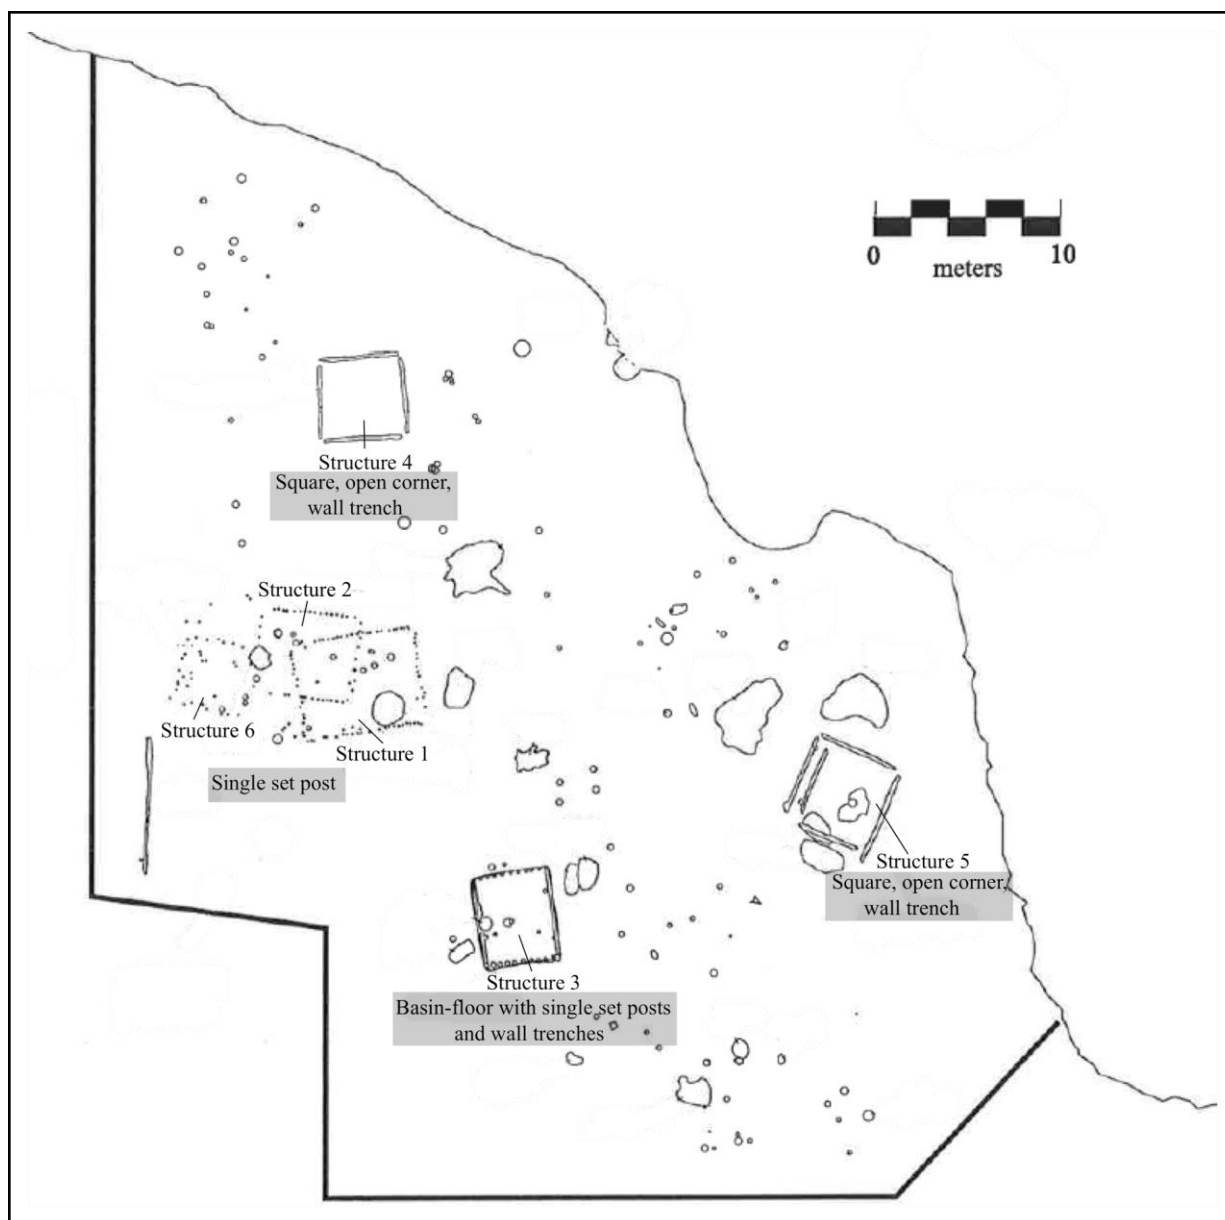 0 10
meters
Structure 4
Square, open corner,
wall trench
Structure 2
Structure 6
Structure 1
Single set post
Structure 5
Square, open corner,
wall trench
Structure 3
Basin-floor with single set posts
and wall trenches